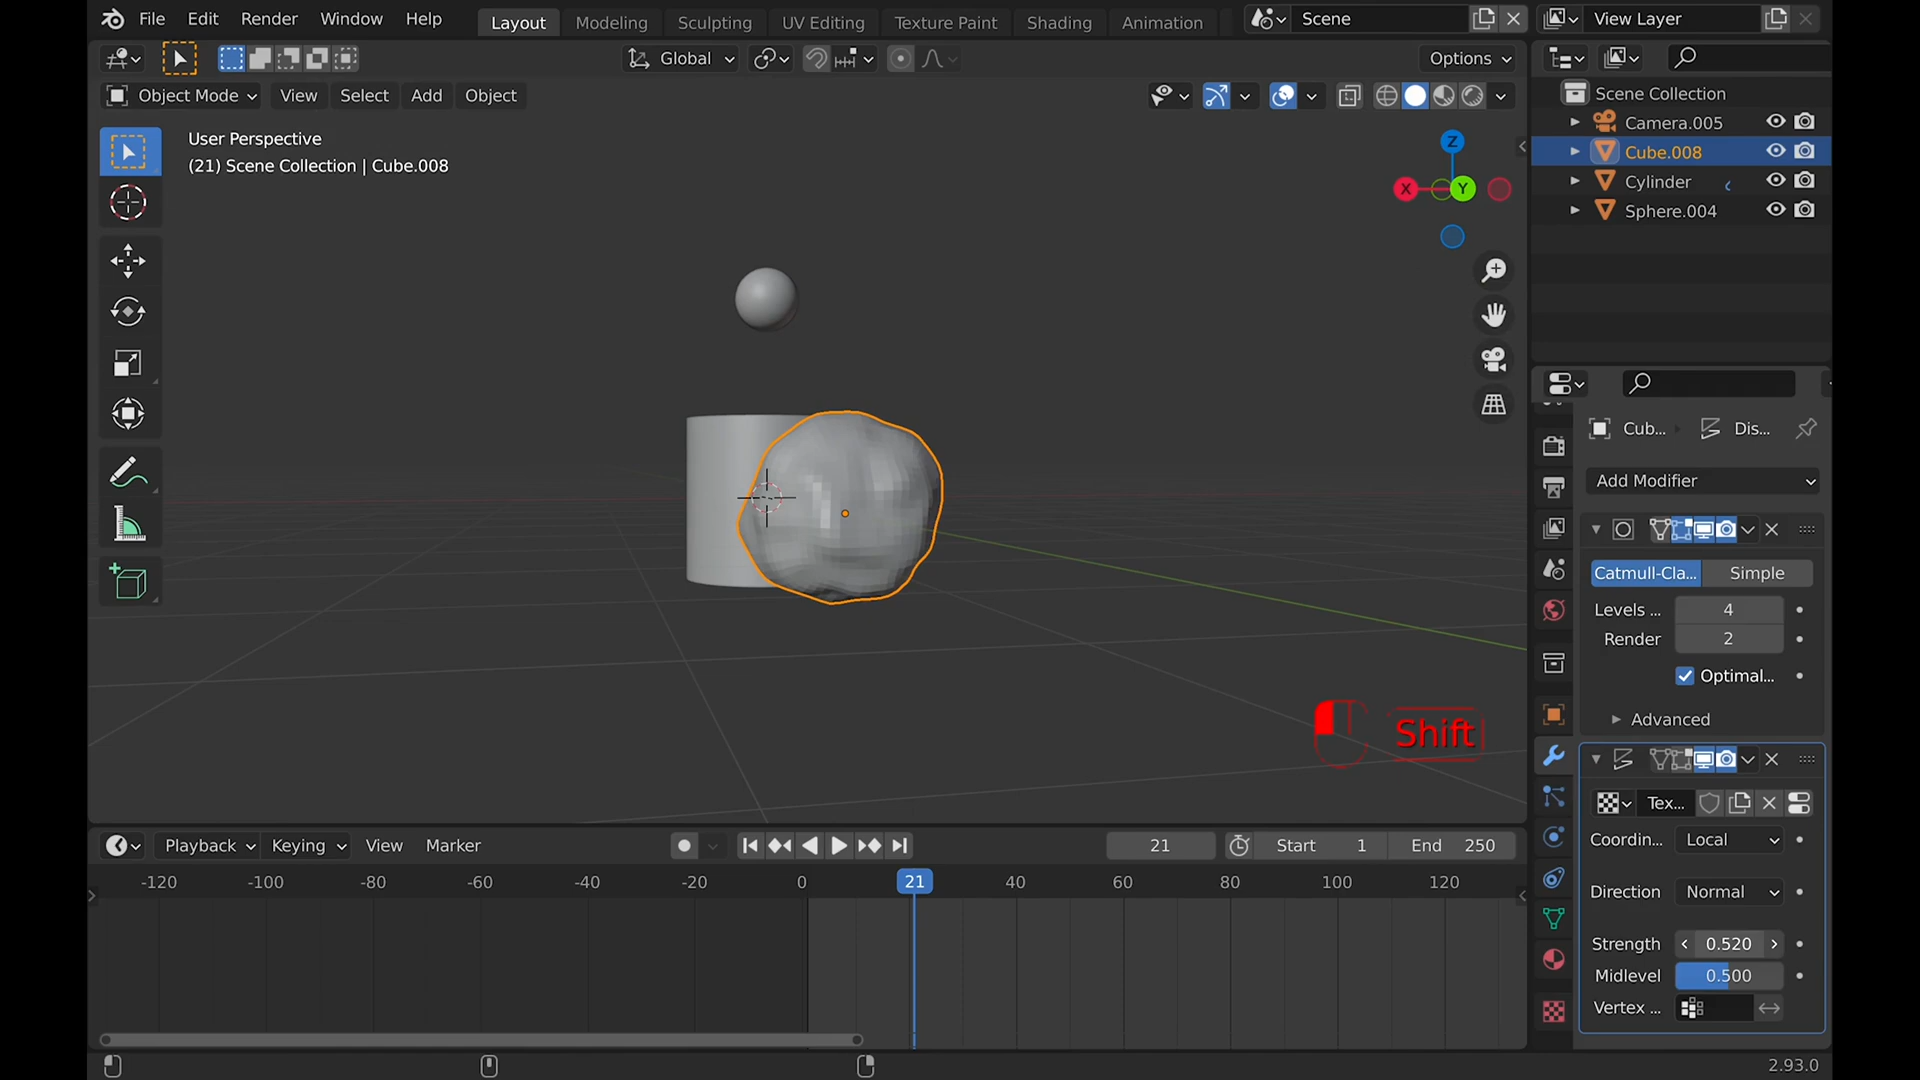 File Edit Render Window Help Layout Modeling Sculpting UV Editing Texture Paint Shading Animation Scene View Layer
Global Options
Object Mode View Select Add Object
Scene Collection
Camera.005
Cube.008
Cylinder
Sphere.004
User Perspective
(21) Scene Collection | Cube.008
Z
X Y
Cub... Dis...
Add Modifier
Catmull-Cla... Simple
Levels ... 4
Render 2
Optimal...
Advanced
Shift
Tex...
Coordin... Local
Direction Normal
Strength 0.520
Midlevel 0.500
Vertex ...
Playback Keying View Marker 21 Start 1 End 250
-120 -100 -80 -60 -40 -20 0 21 40 60 80 100 120
2.93.0